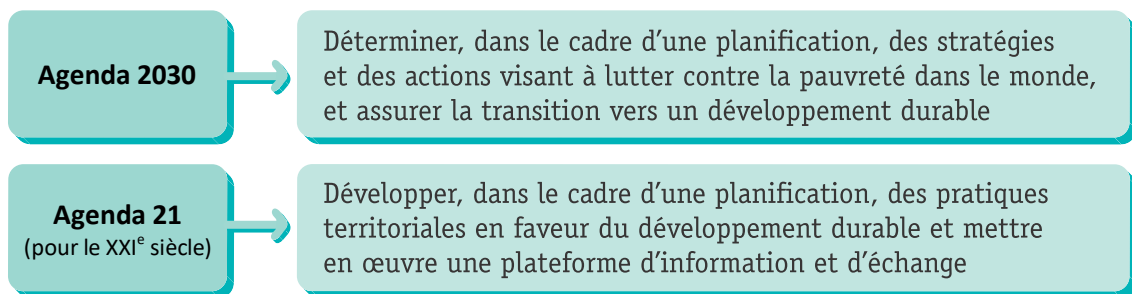 Agenda 2030
Déterminer, dans le cadre d’une planification, des stratégies
et des actions visant à lutter contre la pauvreté dans le monde,
et assurer la transition vers un développement durable
Agenda 21
(pour le XXIe siècle)
Développer, dans le cadre d’une planification, des pratiques
territoriales en faveur du développement durable et mettre
en œuvre une plateforme d’information et d’échange